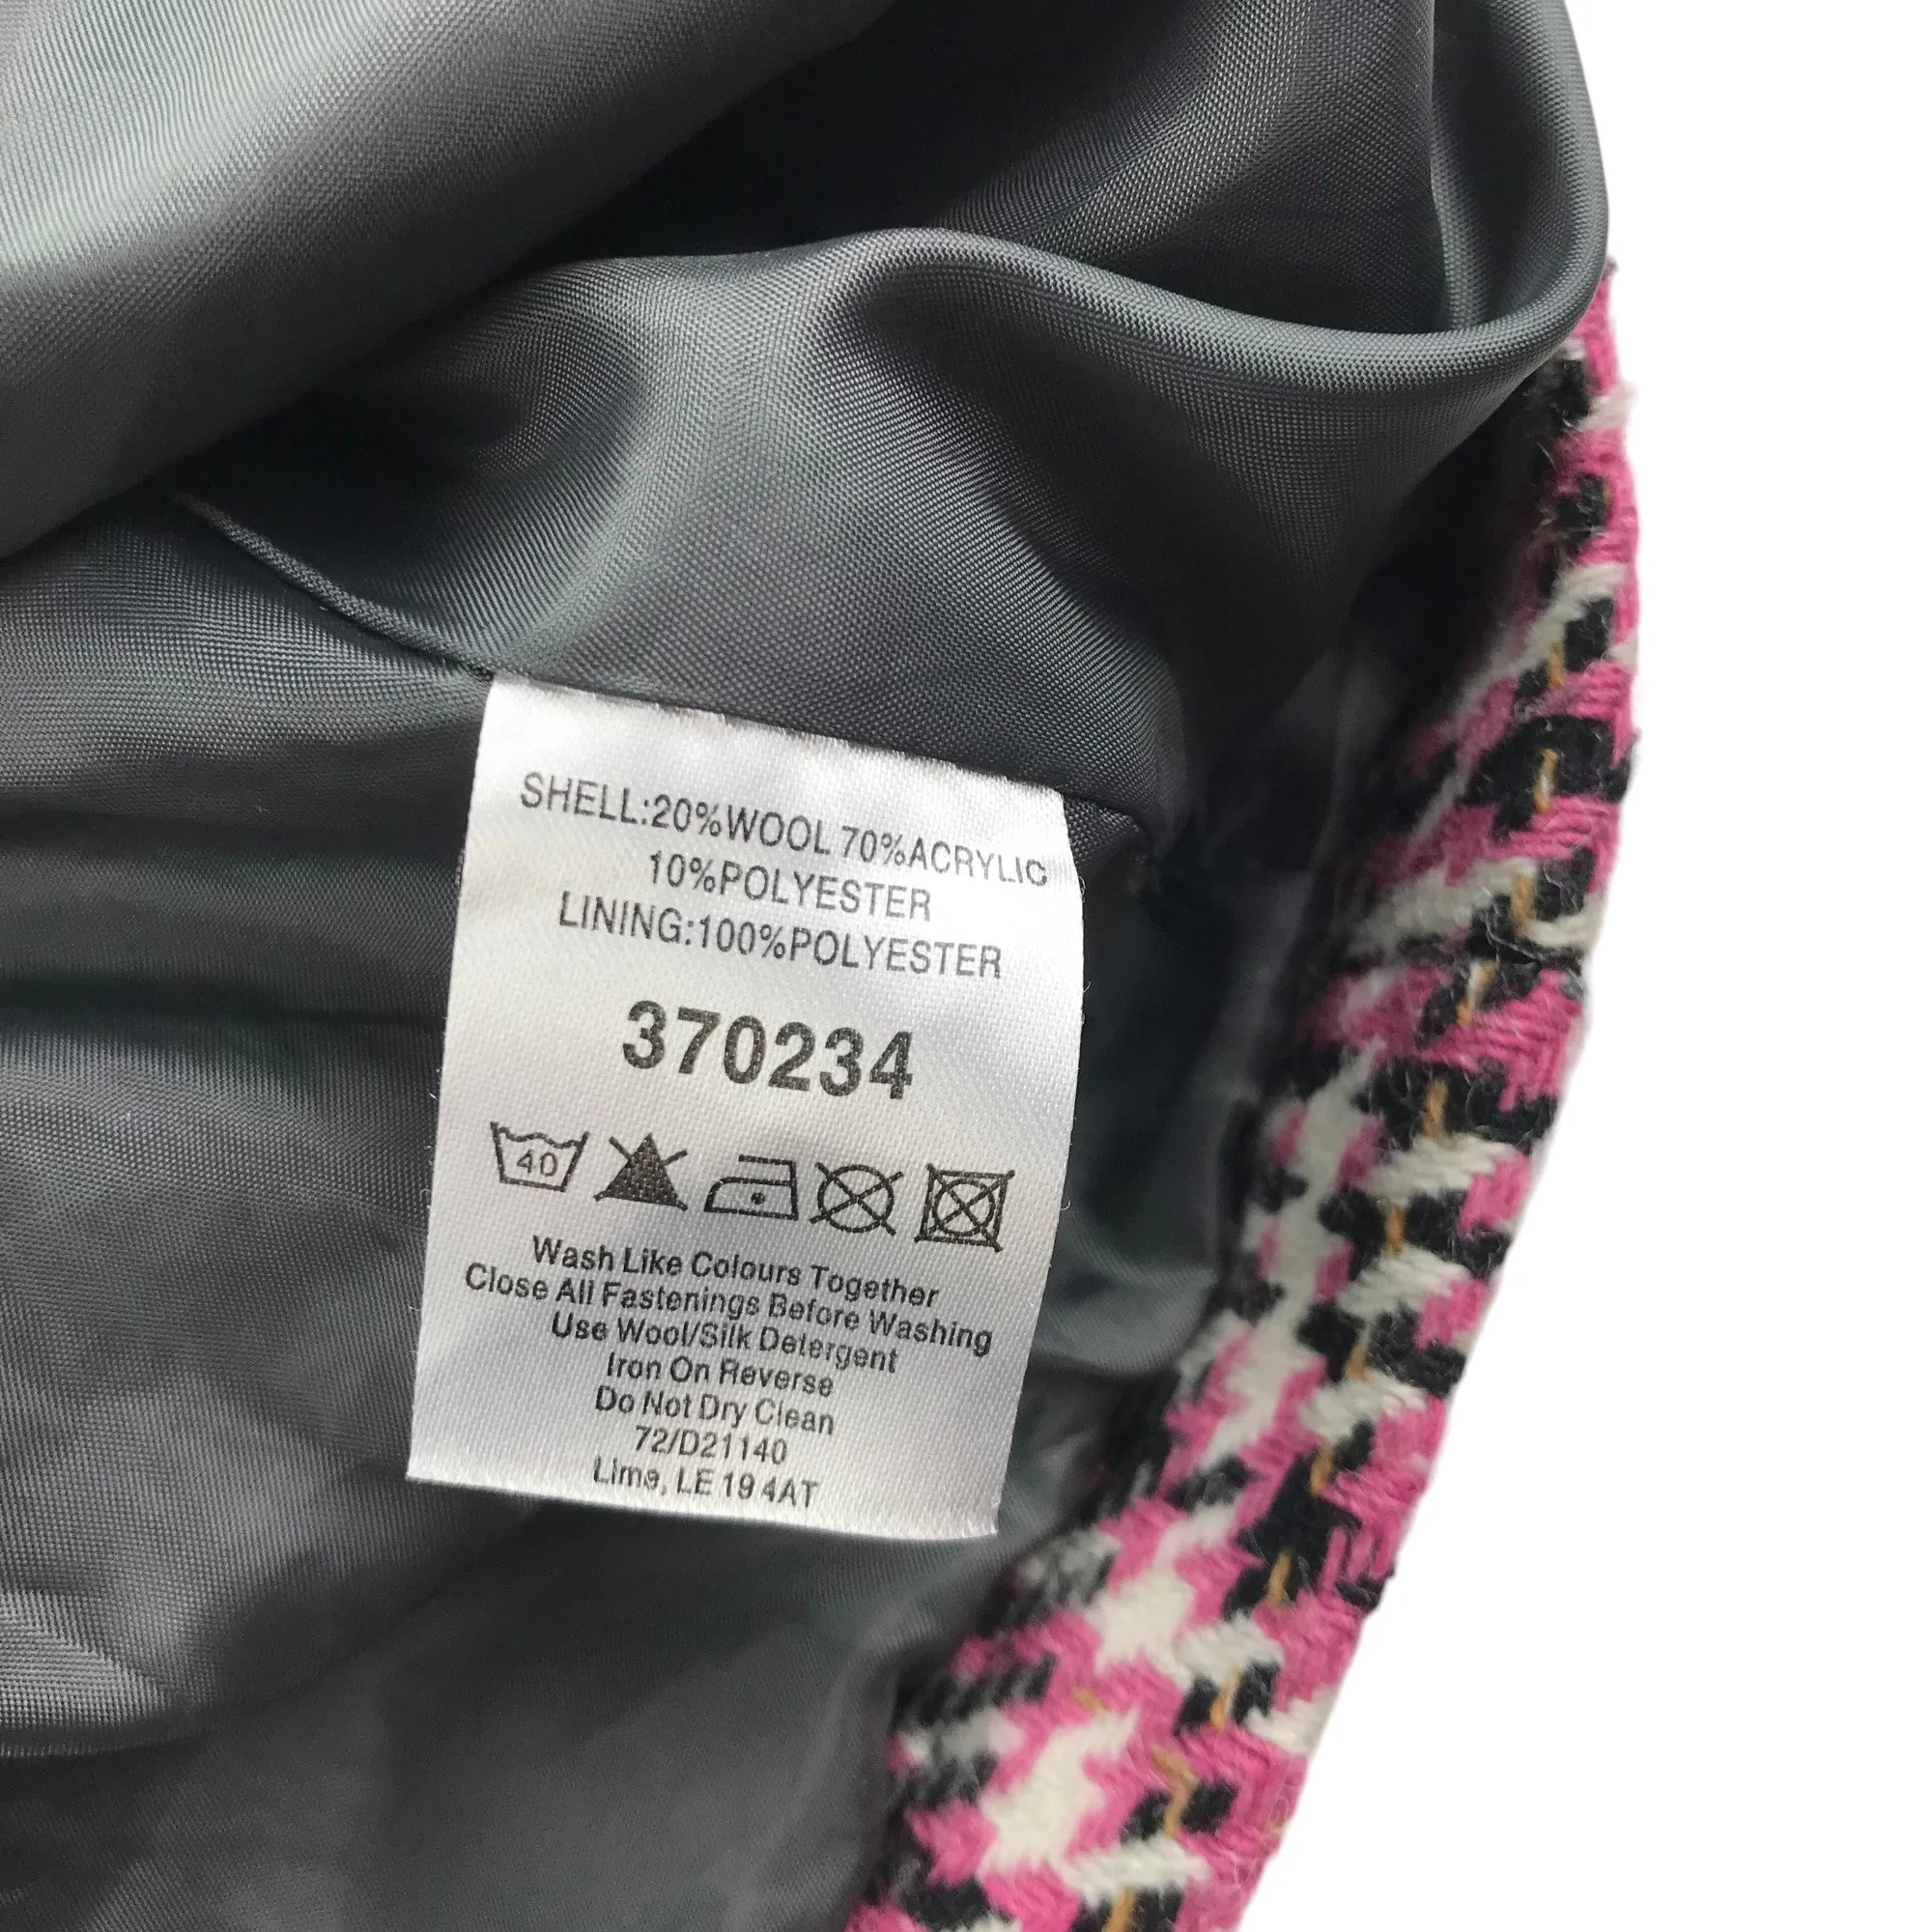 SHELL:20%WOOL 70%ACRYLIC
10%POLYESTER
LINING:100%POLYESTER
370234
40
Wash Like Colours Together
Close All Fastenings Before Washing
Use Wool/Silk Detergent
Iron On Reverse
Do Not Dry Clean
72/D21140
Lime, LE 19 4AT